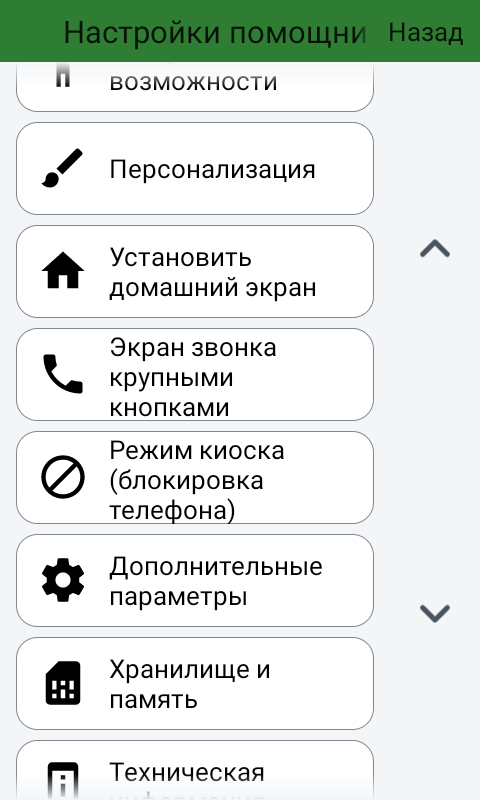 Настройки помощни
Назад
возможности
Персонализация
Установить
домашний экран
Экран звонка
крупными
кнопками
Режим киоска
(блокировка
телефона)
Дополнительные
параметры
Хранилище и
память
Техническая